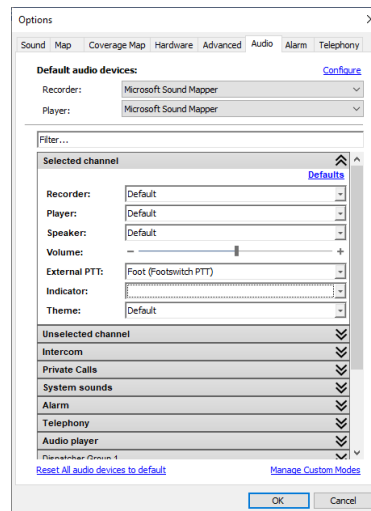 Options
Sound Map Coverage Map Hardware Advanced Audio Alarm Telephony
Default audio devices: Configure
Recorder: Microsoft Sound Mapper
Player: Microsoft Sound Mapper
Filter...
Selected channel
Defaults
Recorder: Default
Player: Default
Speaker: Default
Volume: − +
External PTT: Foot (Footswitch PTT)
Indicator:
Theme: Default
Unselected channel
Intercom
Private Calls
System sounds
Alarm
Telephony
Audio player
Dispatcher Group 1
Reset All audio devices to default Manage Custom Modes
OK Cancel